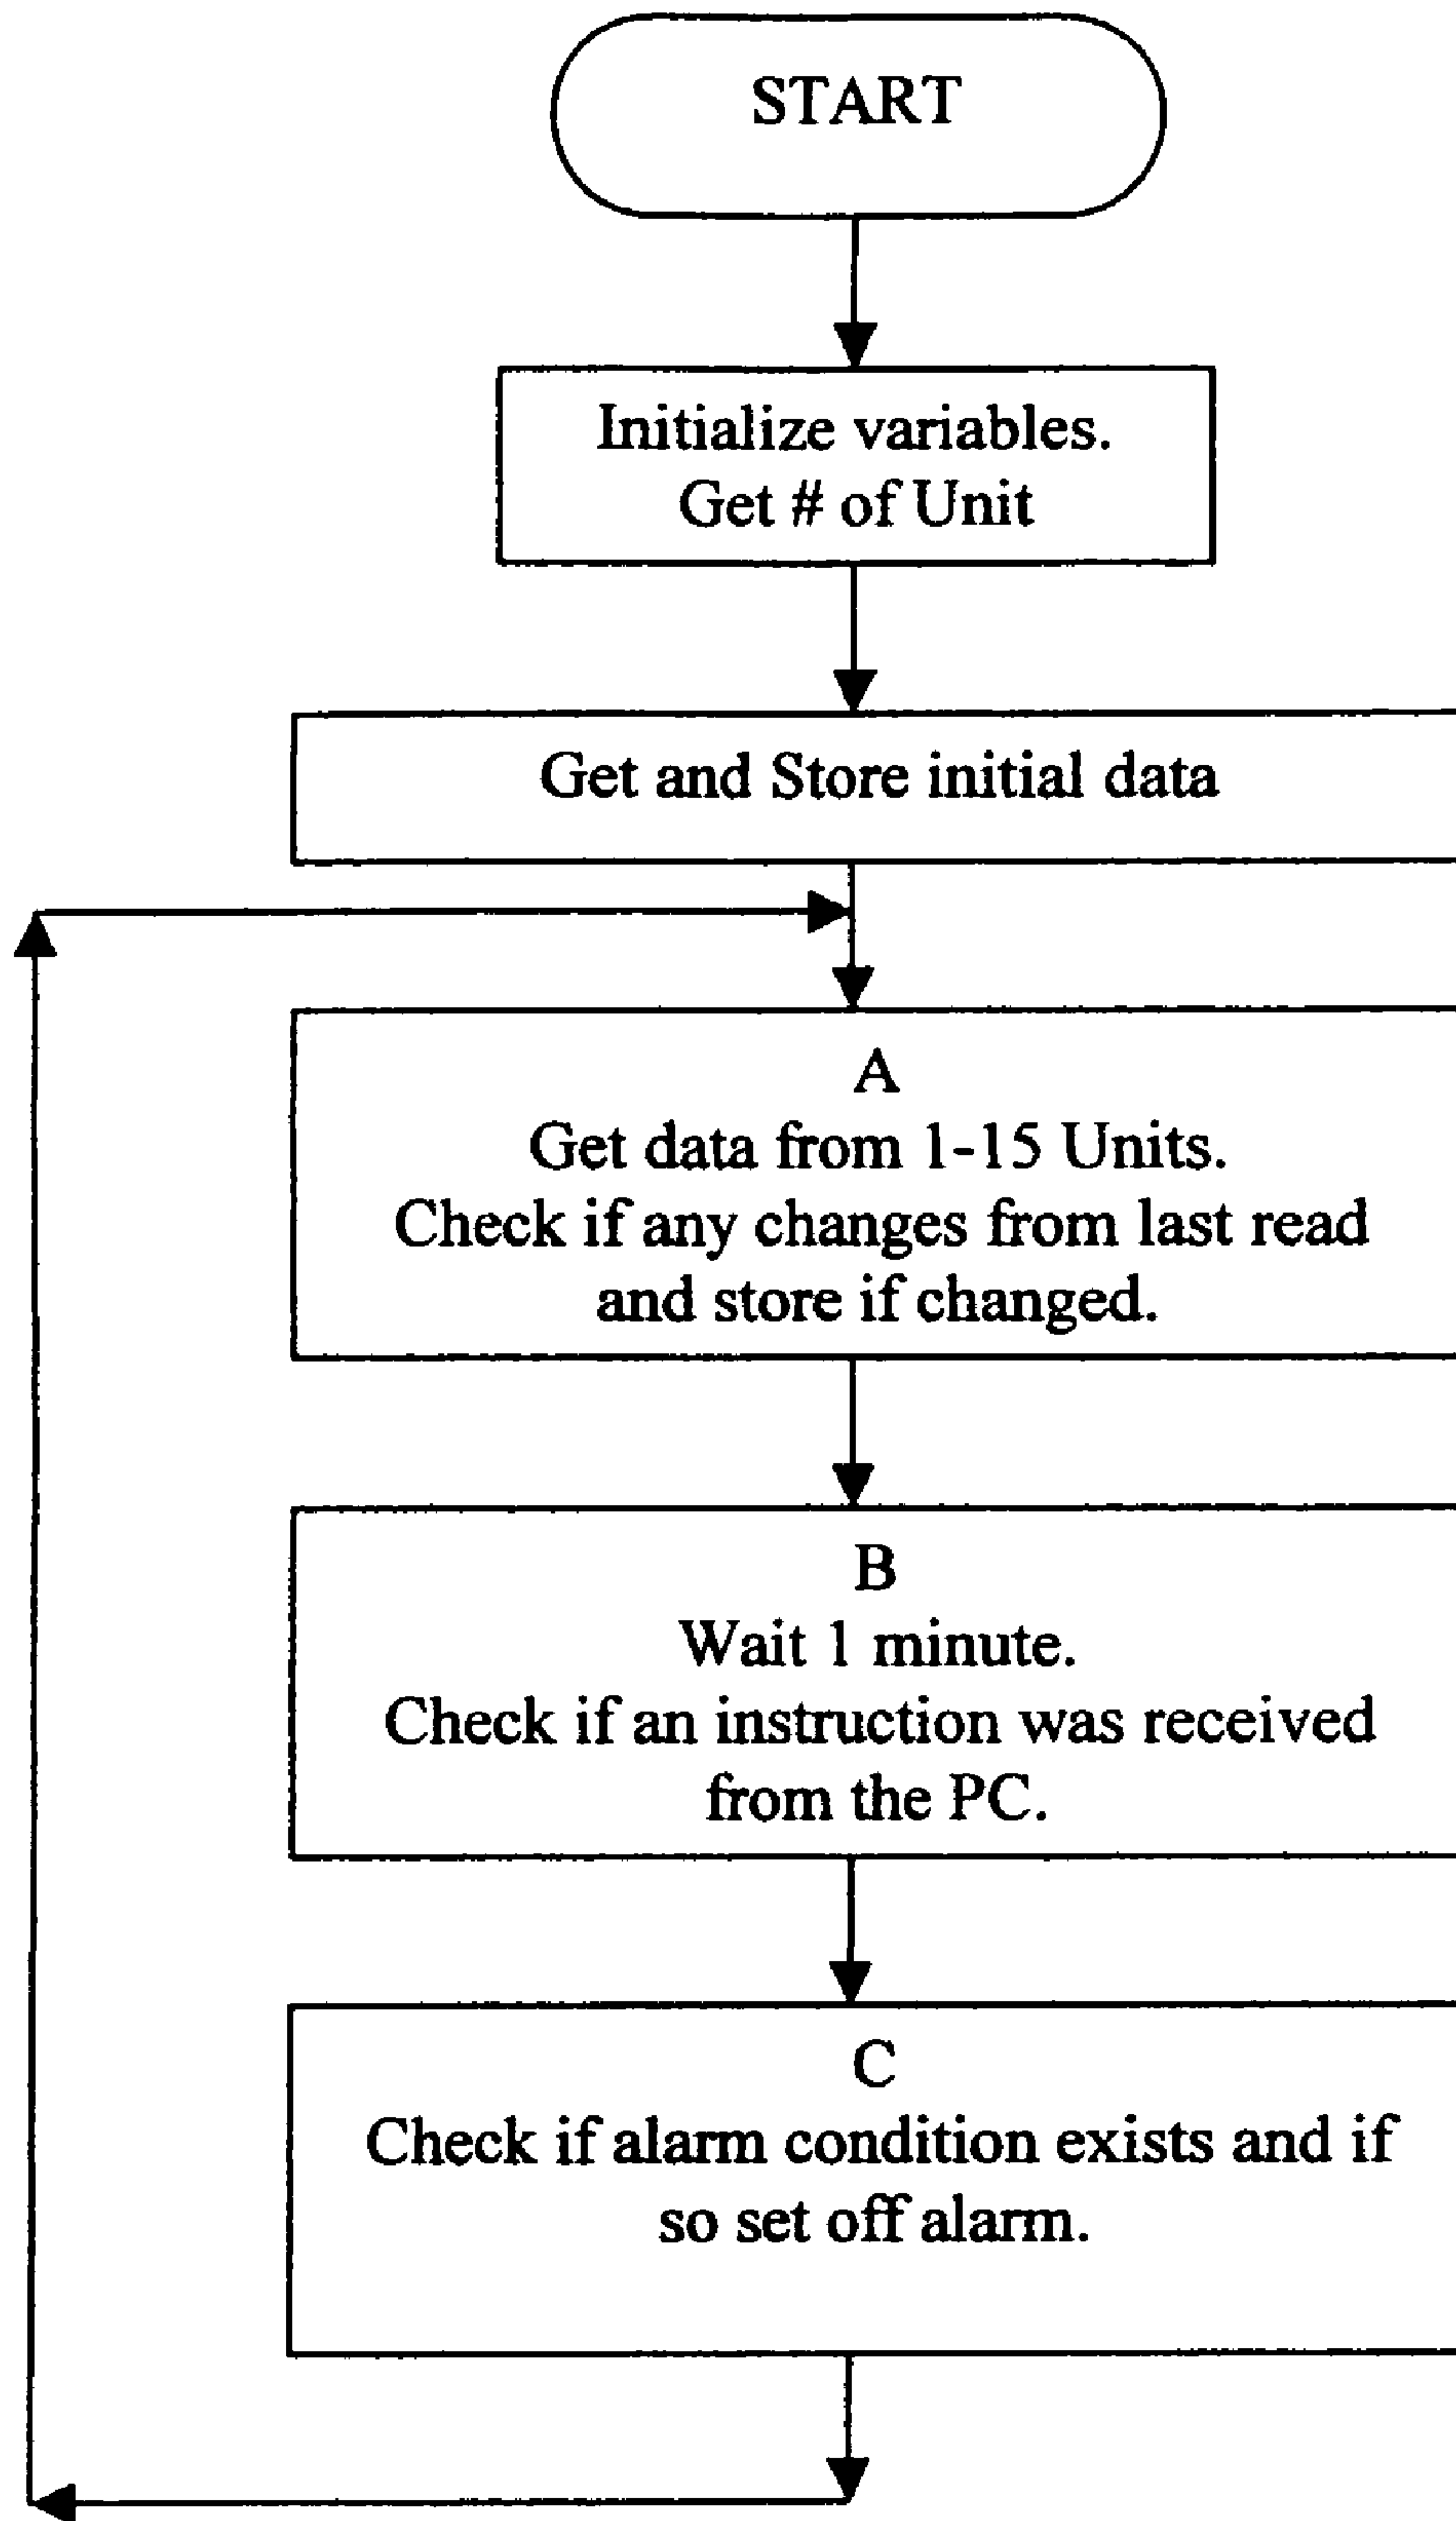 START
Initialize variables.
Get # of Unit
Get and Store initial data
A
Get data from 1-15 Units.
Check if any changes from last read
and store if changed.
B
Wait 1 minute.
Check if an instruction was received
from the PC.
C
Check if alarm condition exists and if
so set off alarm.